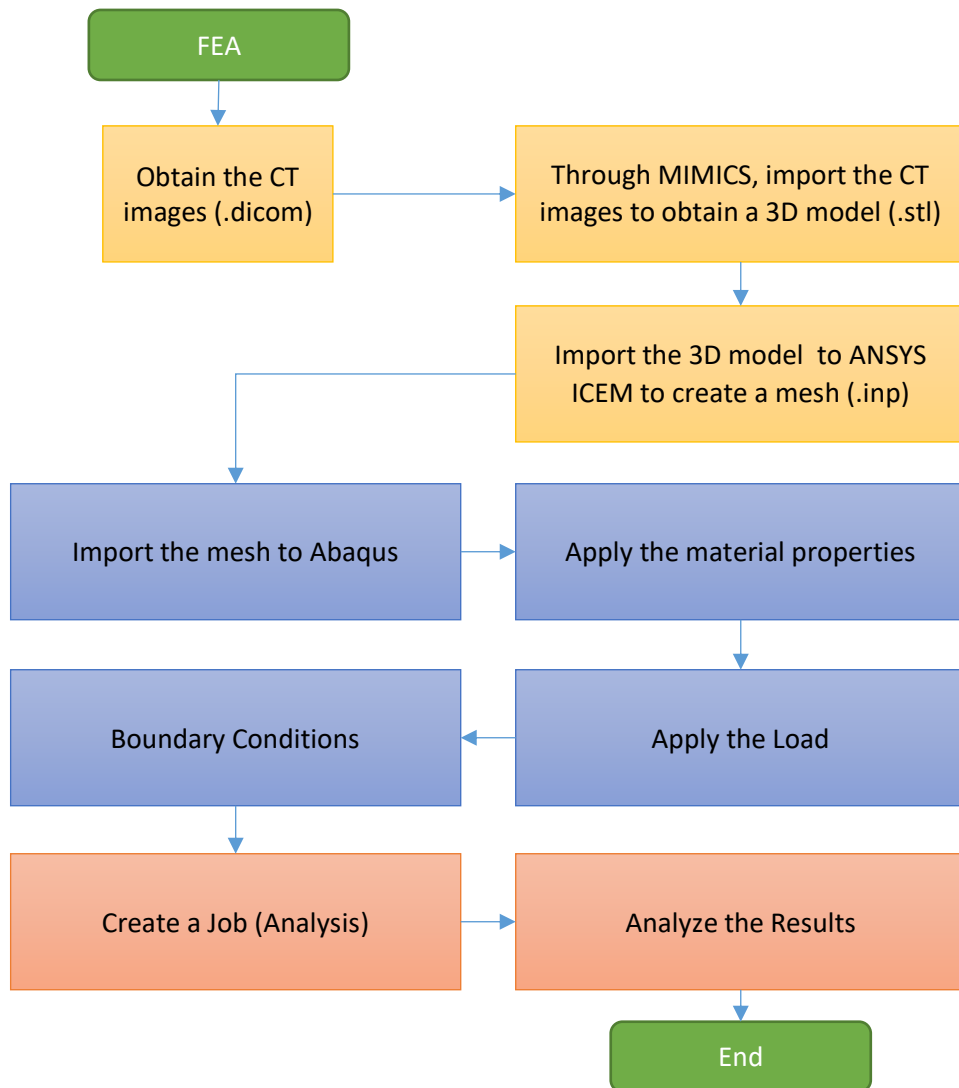 FEA
Obtain the CT
images (.dicom)
Through MIMICS, import the CT
images to obtain a 3D model (.stl)
Import the 3D model  to ANSYS
ICEM to create a mesh (.inp)
Import the mesh to Abaqus
Apply the material properties
Apply the Load
Boundary Conditions
Create a Job (Analysis)
Analyze the Results
End